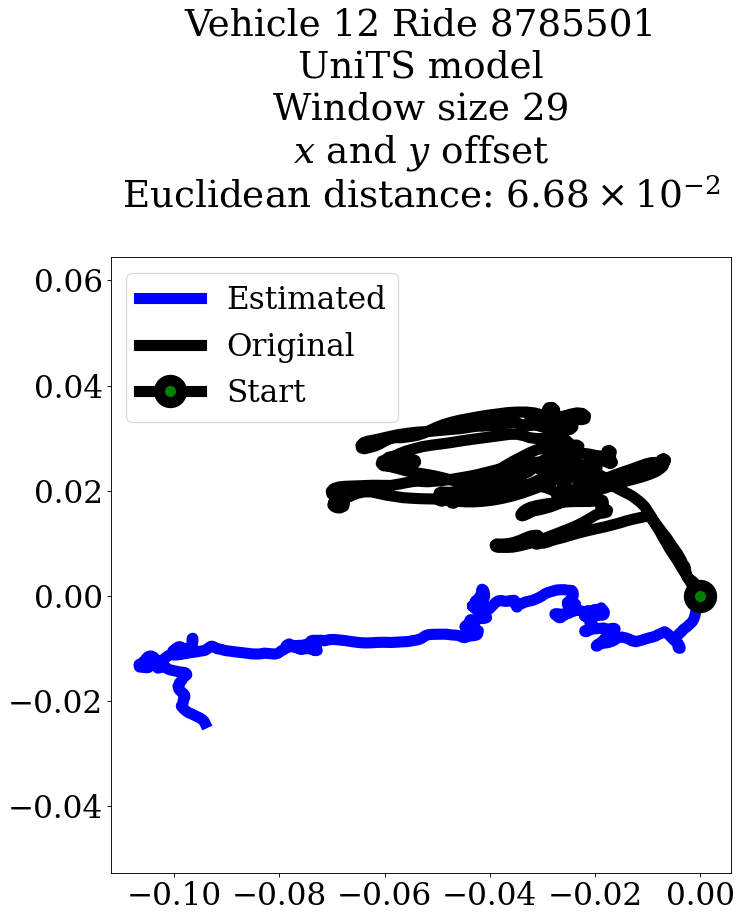 Vehicle 12 Ride 8785501
UniTS model
Window size 29
x and y offset
Euclidean distance: 6.68 × 10⁻²
0.06
0.04
0.02
0.00
−0.02
−0.04
Estimated
Original
Start
−0.10 −0.08 −0.06 −0.04 −0.02 0.00